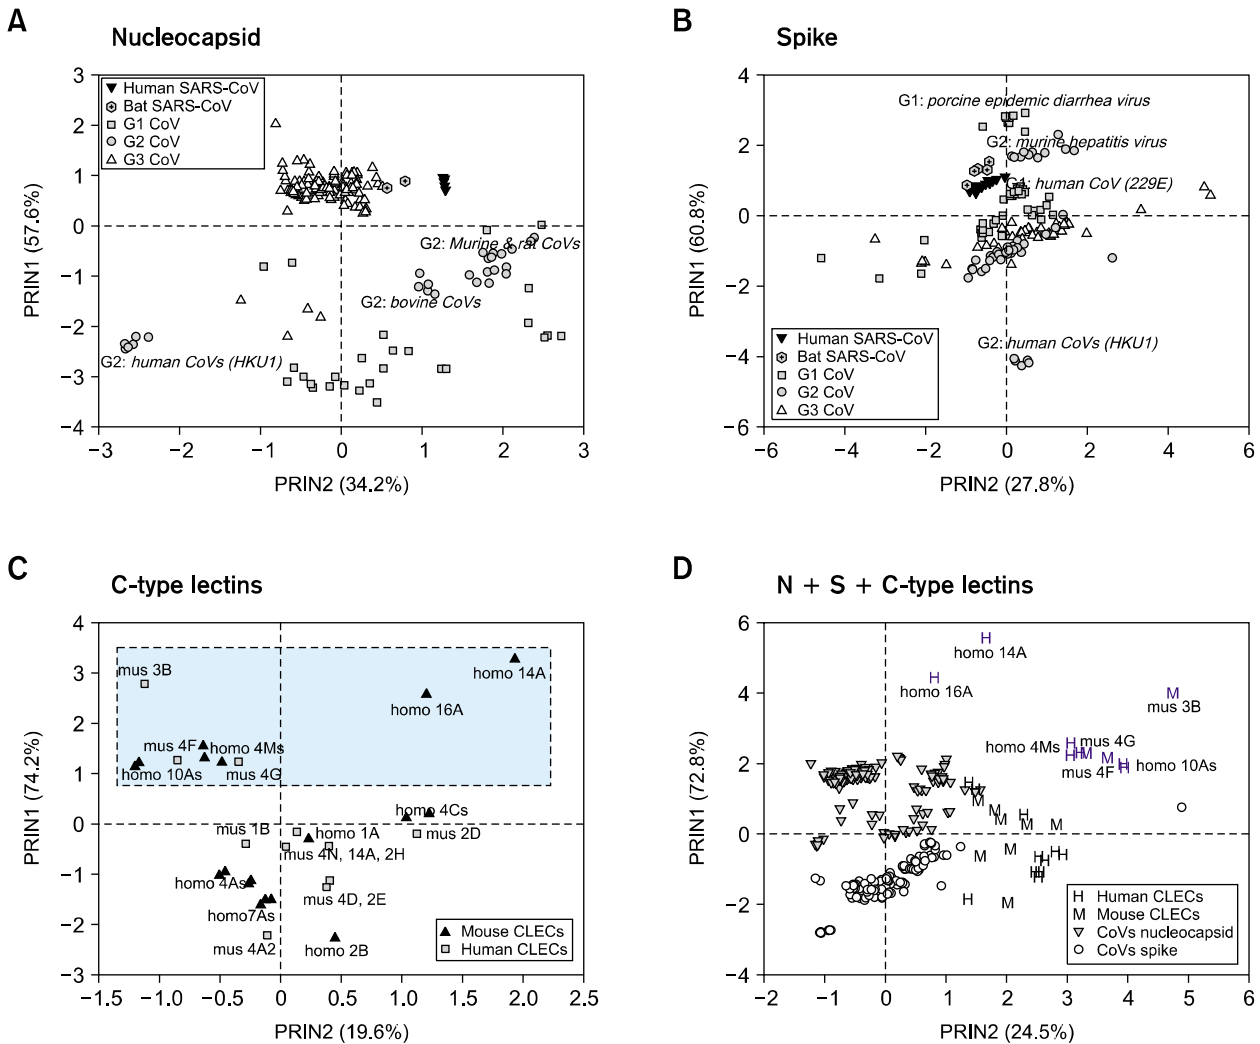 A
Nucleocapsid
3
2
1
0
−1
−2
−3
−4
PRIN1 (57.6%)
Human SARS-CoV
Bat SARS-CoV
G1 CoV
G2 CoV
G3 CoV
G2: Murine & rat CoVs
G2: bovine CoVs
G2: human CoVs (HKU1)
−3 −2 −1 0 1 2 3
PRIN2 (34.2%)
B
Spike
4
2
0
−2
−4
−6
PRIN1 (60.8%)
G1: porcine epidemic diarrhea virus
G2: murine hepatitis virus
G1: human CoV (229E)
G2: human CoVs (HKU1)
Human SARS-CoV
Bat SARS-CoV
G1 CoV
G2 CoV
G3 CoV
−6 −4 −2 0 2 4 6
PRIN2 (27.8%)
C
C-type lectins
4
3
2
1
0
−1
−2
−3
PRIN1 (74.2%)
mus 3B
homo 14A
homo 16A
mus 4F
homo 4Ms
homo 10As
mus 4G
homo 4Cs
mus 1B
homo 1A
mus 2D
mus 4N, 14A, 2H
homo 4As
mus 4D, 2E
homo7As
mus 4A2
homo 2B
Mouse CLECs
Human CLECs
−1.5 −1.0 −0.5 0 0.5 1.0 1.5 2.0 2.5
PRIN2 (19.6%)
D
N + S + C-type lectins
6
4
2
0
−2
−4
PRIN1 (72.8%)
homo 14A
homo 16A
mus 3B
homo 4Ms
mus 4G
mus 4F
homo 10As
H Human CLECs
M Mouse CLECs
CoVs nucleocapsid
CoVs spike
−2 −1 0 1 2 3 4 5 6
PRIN2 (24.5%)